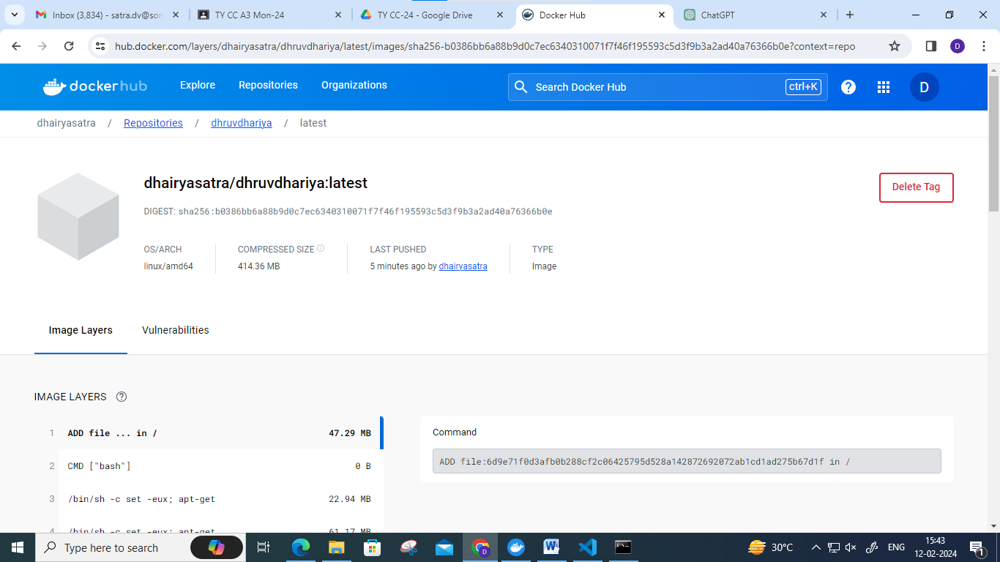 Inbox (3,834) - satra.dv@son
TY CC A3 Mon-24
TY CC-24 - Google Drive
Docker Hub
ChatGPT
hub.docker.com/layers/dhairyasatra/dhruvdhariya/latest/images/sha256-b0386bb6a88b9d0c7ec6340310071f7f46f195593c5d3f9b3a2ad40a76366b0e?context=repo
D
dockerhub
Explore
Repositories
Organizations
Search Docker Hub
ctrl+K
D
dhairyasatra / Repositories / dhruvdhariya / latest
dhairyasatra/dhruvdhariya:latest
Delete Tag
DIGEST: sha256:b0386bb6a88b9d0c7ec6340310071f7f46f195593c5d3f9b3a2ad40a76366b0e
OS/ARCH
linux/amd64
COMPRESSED SIZE
414.36 MB
LAST PUSHED
5 minutes ago by dhairyasatra
TYPE
Image
Image Layers
Vulnerabilities
IMAGE LAYERS
1 ADD file ... in / 47.29 MB
2 CMD ["bash"] 0 B
3 /bin/sh -c set -eux; apt-get 22.94 MB
4 /bin/sh -c set -eux; apt-get 61.17 MB
Command
ADD file:6d9e71f0d3afb0b288cf2c06425795d528a142872692072ab1cd1ad275b67d1f in /
Type here to search
D
30°C
ENG
15:43
12-02-2024
1